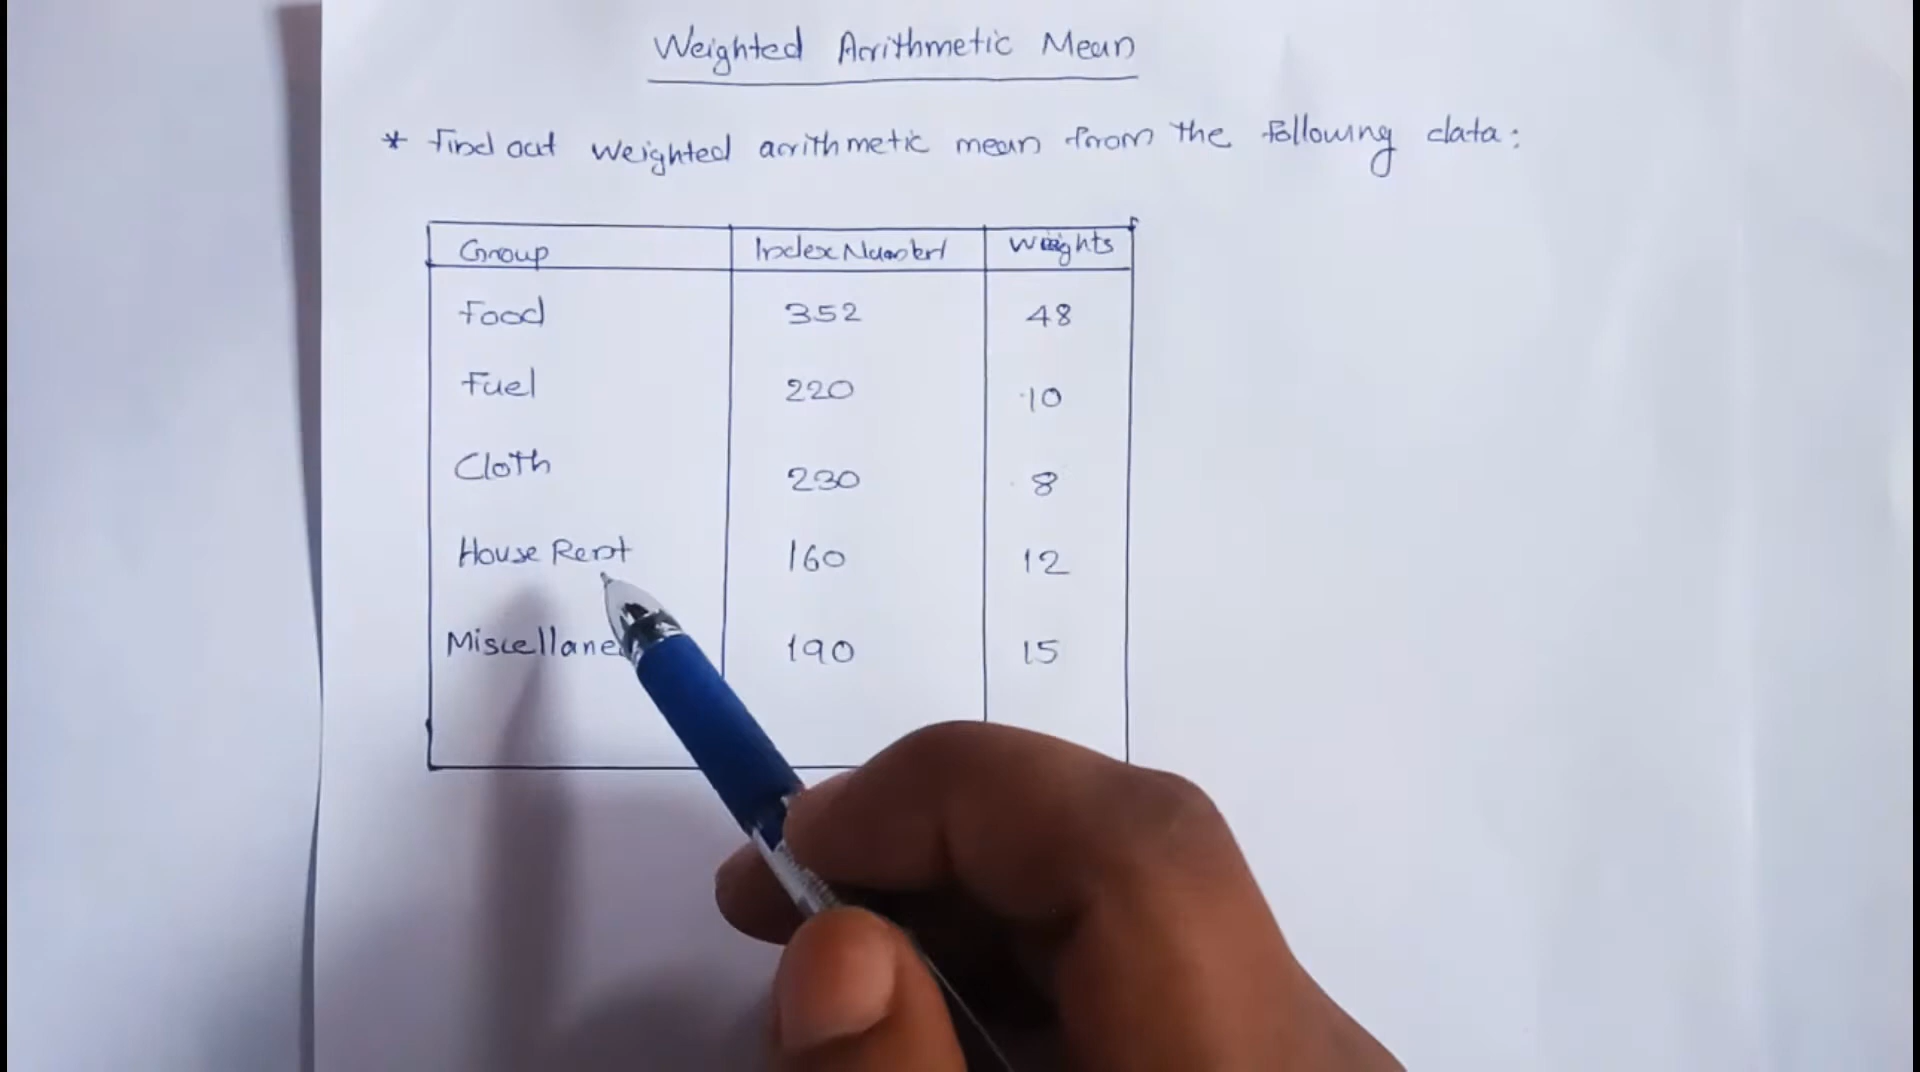 Weighted Arithmetic Mean
* Find out weighted arithmetic mean from the following data:
Group Index Number Weights
Food 352 48
Fuel 220 10
Cloth 230 8
House Rent 160 12
Miscellane 190 15